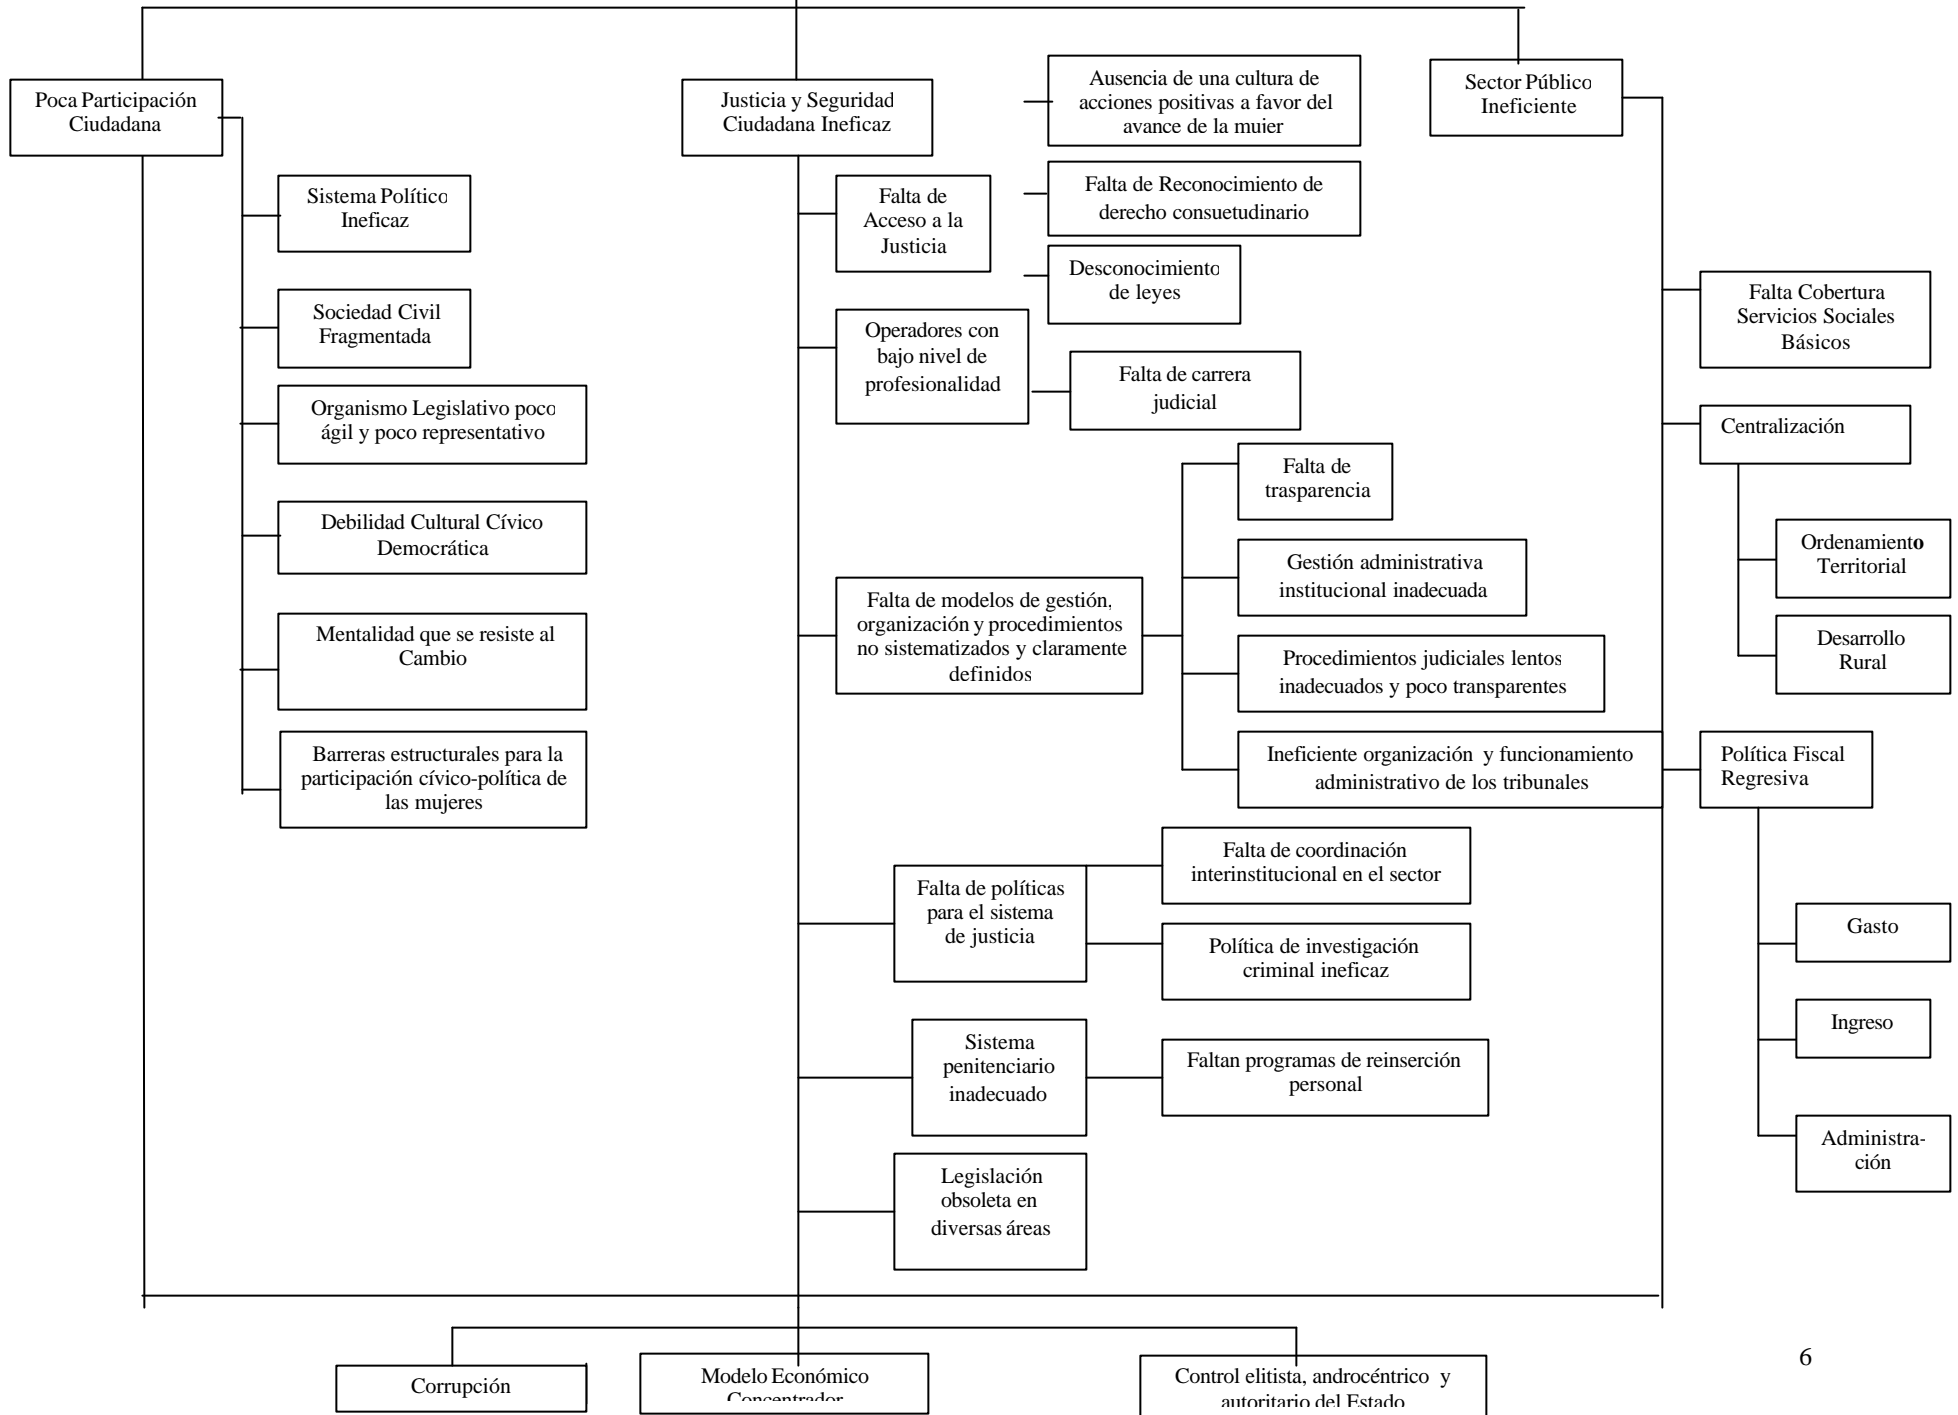 Poca Participación
Ciudadana
Sistema Político
Ineficaz
Sociedad Civil
Fragmentada
Organismo Legislativo poco
ágil y poco representativo
Debilidad Cultural Cívico
Democrática
Mentalidad que se resiste al
Cambio
Barreras estructurales para la
participación cívico-política de
las mujeres
Justicia y Seguridad
Ciudadana Ineficaz
Falta de
Acceso a la
Justicia
Ausencia de una cultura de
acciones positivas a favor del
avance de la mujer
Falta de Reconocimiento de
derecho consuetudinario
Desconocimiento
de leyes
Operadores con
bajo nivel de
profesionalidad
Falta de carrera
judicial
Falta de modelos de gestión,
organización y procedimientos
no sistematizados y claramente
definidos
Falta de
trasparencia
Gestión administrativa
institucional inadecuada
Procedimientos judiciales lentos
inadecuados y poco transparentes
Ineficiente organización y funcionamiento
administrativo de los tribunales
Falta de políticas
para el sistema
de justicia
Falta de coordinación
interinstitucional en el sector
Política de investigación
criminal ineficaz
Sistema
penitenciario
inadecuado
Faltan programas de reinserción
personal
Legislación
obsoleta en
diversas áreas
Sector Público
Ineficiente
Falta Cobertura
Servicios Sociales
Básicos
Centralización
Ordenamiento
Territorial
Desarrollo
Rural
Política Fiscal
Regresiva
Gasto
Ingreso
Administra-
ción
Corrupción
Modelo Económico
Concentrador
Control elitista, androcéntrico y
autoritario del Estado
6